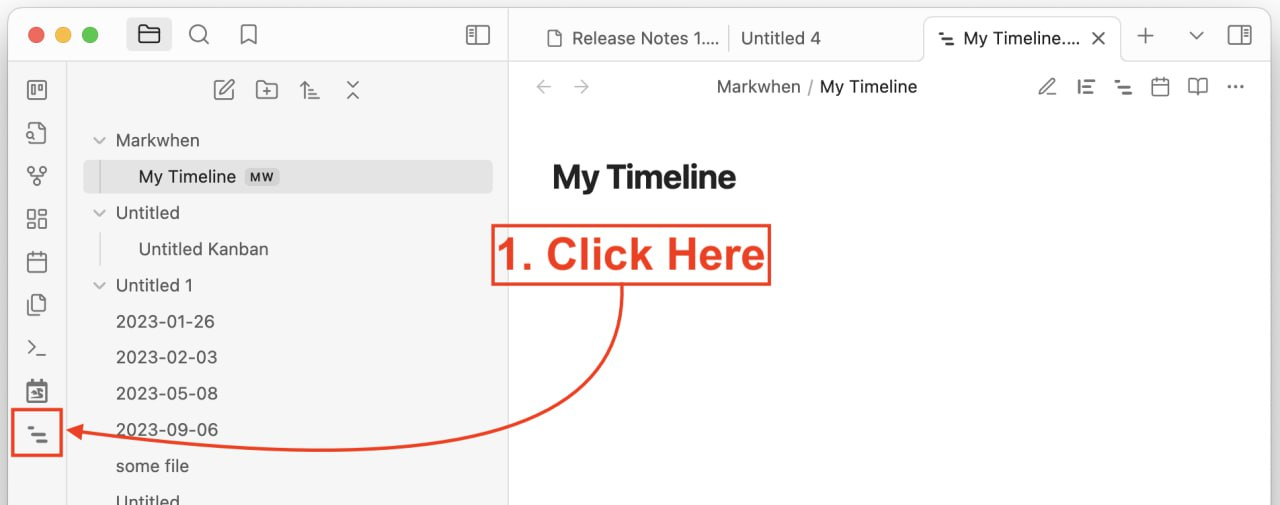 Release Notes 1....
Untitled 4
My Timeline....
Markwhen / My Timeline
Markwhen
My Timeline MW
Untitled
Untitled Kanban
Untitled 1
2023-01-26
2023-02-03
2023-05-08
2023-09-06
some file
Untitled
My Timeline
1. Click Here